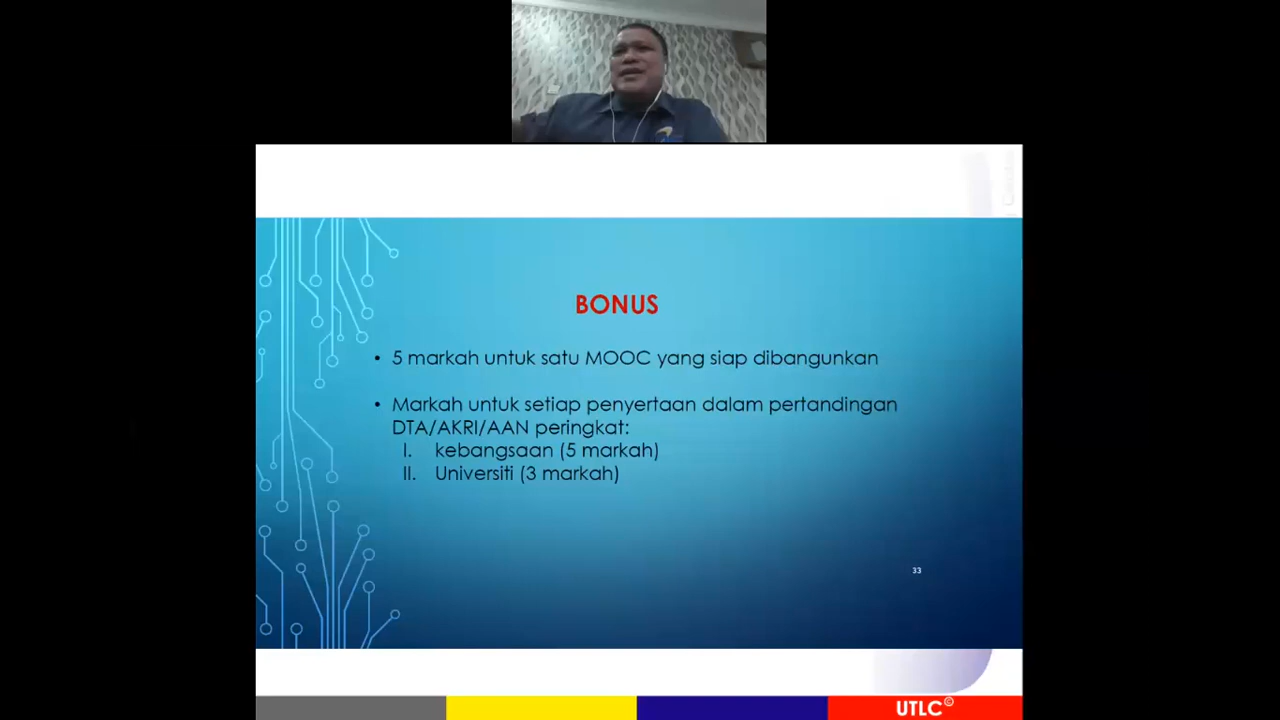 BONUS
• 5 markah untuk satu MOOC yang siap dibangunkan
• Markah untuk setiap penyertaan dalam pertandingan
DTA/AKRI/AAN peringkat:
I. kebangsaan (5 markah)
II. Universiti (3 markah)
33
UTLC©